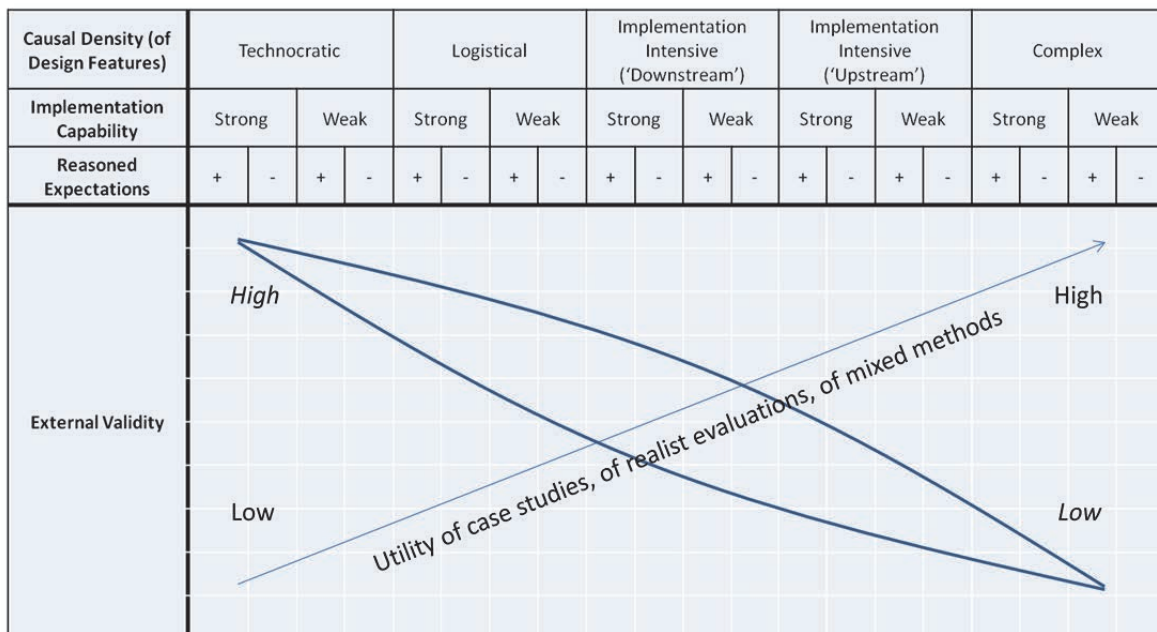 Causal Density (of
Design Features)
Technocratic
Logistical
Implementation
Intensive
('Downstream')
Implementation
Intensive
('Upstream')
Complex
Implementation
Capability
Strong
Weak
Strong
Weak
Strong
Weak
Strong
Weak
Strong
Weak
Reasoned
Expectations
+ - + - + - + - + - + - + - + - + - + -
High
High
Utility of case studies, of realist evaluations, of mixed methods
External Validity
Low
Low